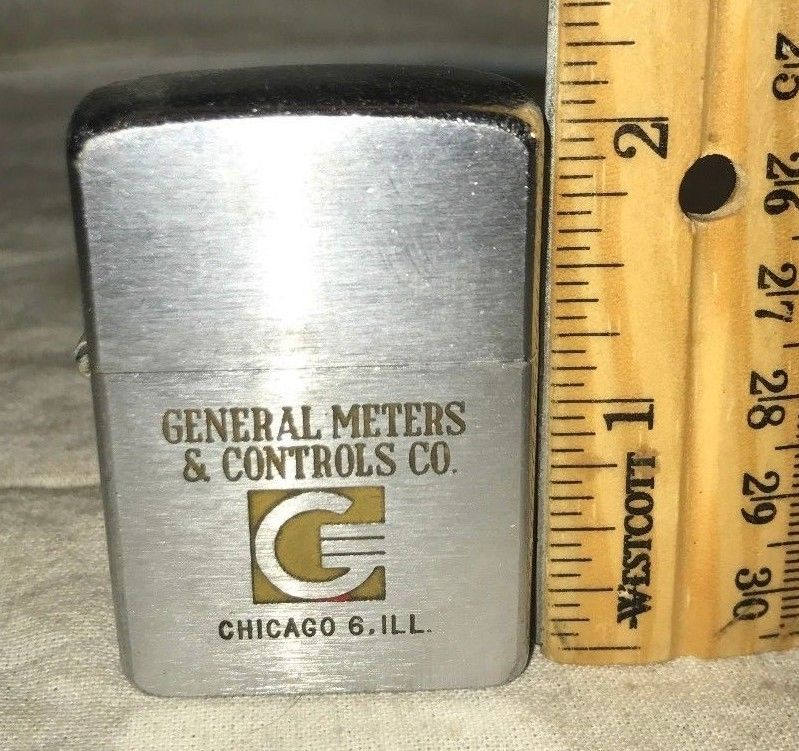 GENERAL METERS
& CONTROLS CO.
G
CHICAGO 6, ILL.
2
1
WESTCOTT
25
26
27
28
29
30